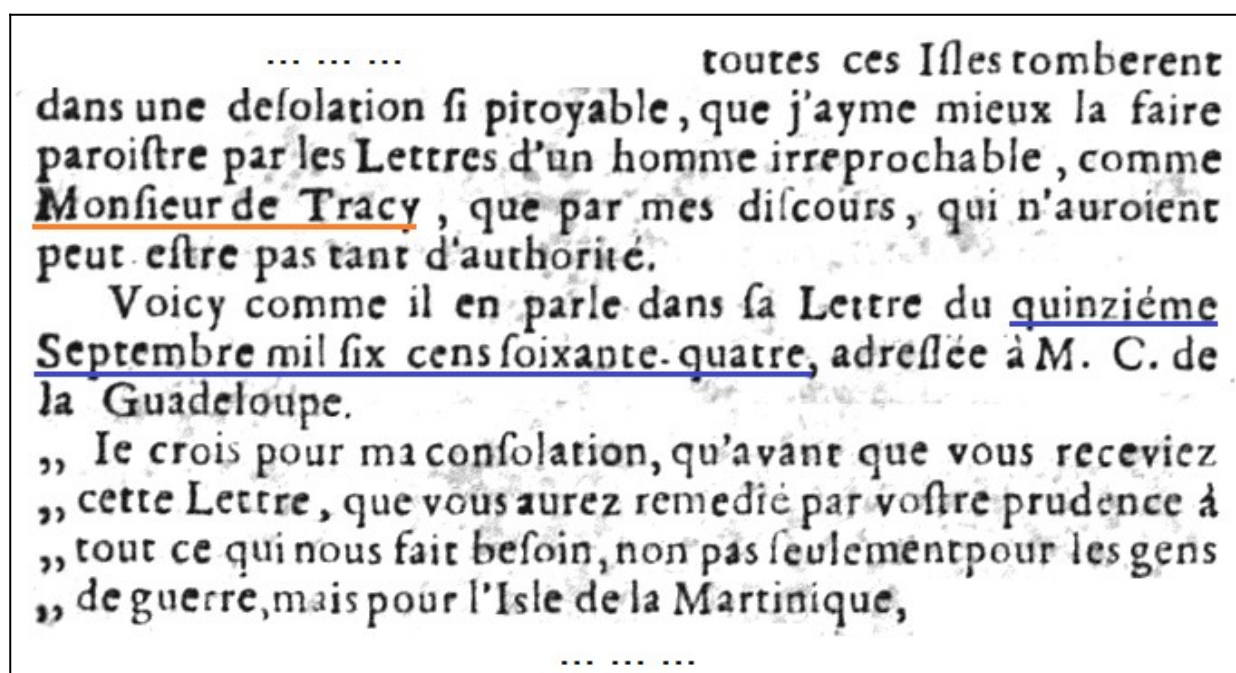 ... ... ... toutes ces Iſles tomberent
dans une deſolation ſi pitoyable, que j'ayme mieux la faire
paroiſtre par les Lettres d'un homme irreprochable, comme
Monſieur de Tracy, que par mes diſcours, qui n'auroient
peut eſtre pas tant d'authorité.
Voicy comme il en parle dans ſa Lettre du quinziéme
Septembre mil ſix cens ſoixante-quatre, adreſſée à M. C. de
la Guadeloupe.
,, Ie crois pour ma conſolation, qu'avant que vous receviez
,, cette Lettre, que vous aurez remedié par voſtre prudence á
,, tout ce qui nous fait beſoin, non pas ſeulement pour les gens
,, de guerre, mais pour l'Isle de la Martinique,
... ... ...